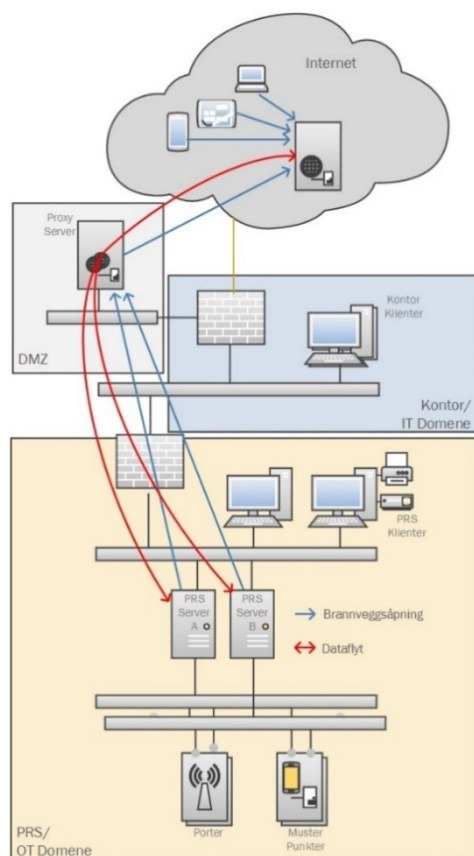 Internet
Proxy
Server
DMZ
Kontor
Klienter
Kontor/
IT Domene
PRS
Klienter
PRS
Server
A
PRS
Server
B
Brannveggsåpning
Dataflyt
Porter
Muster
Punkter
PRS/
OT Domene